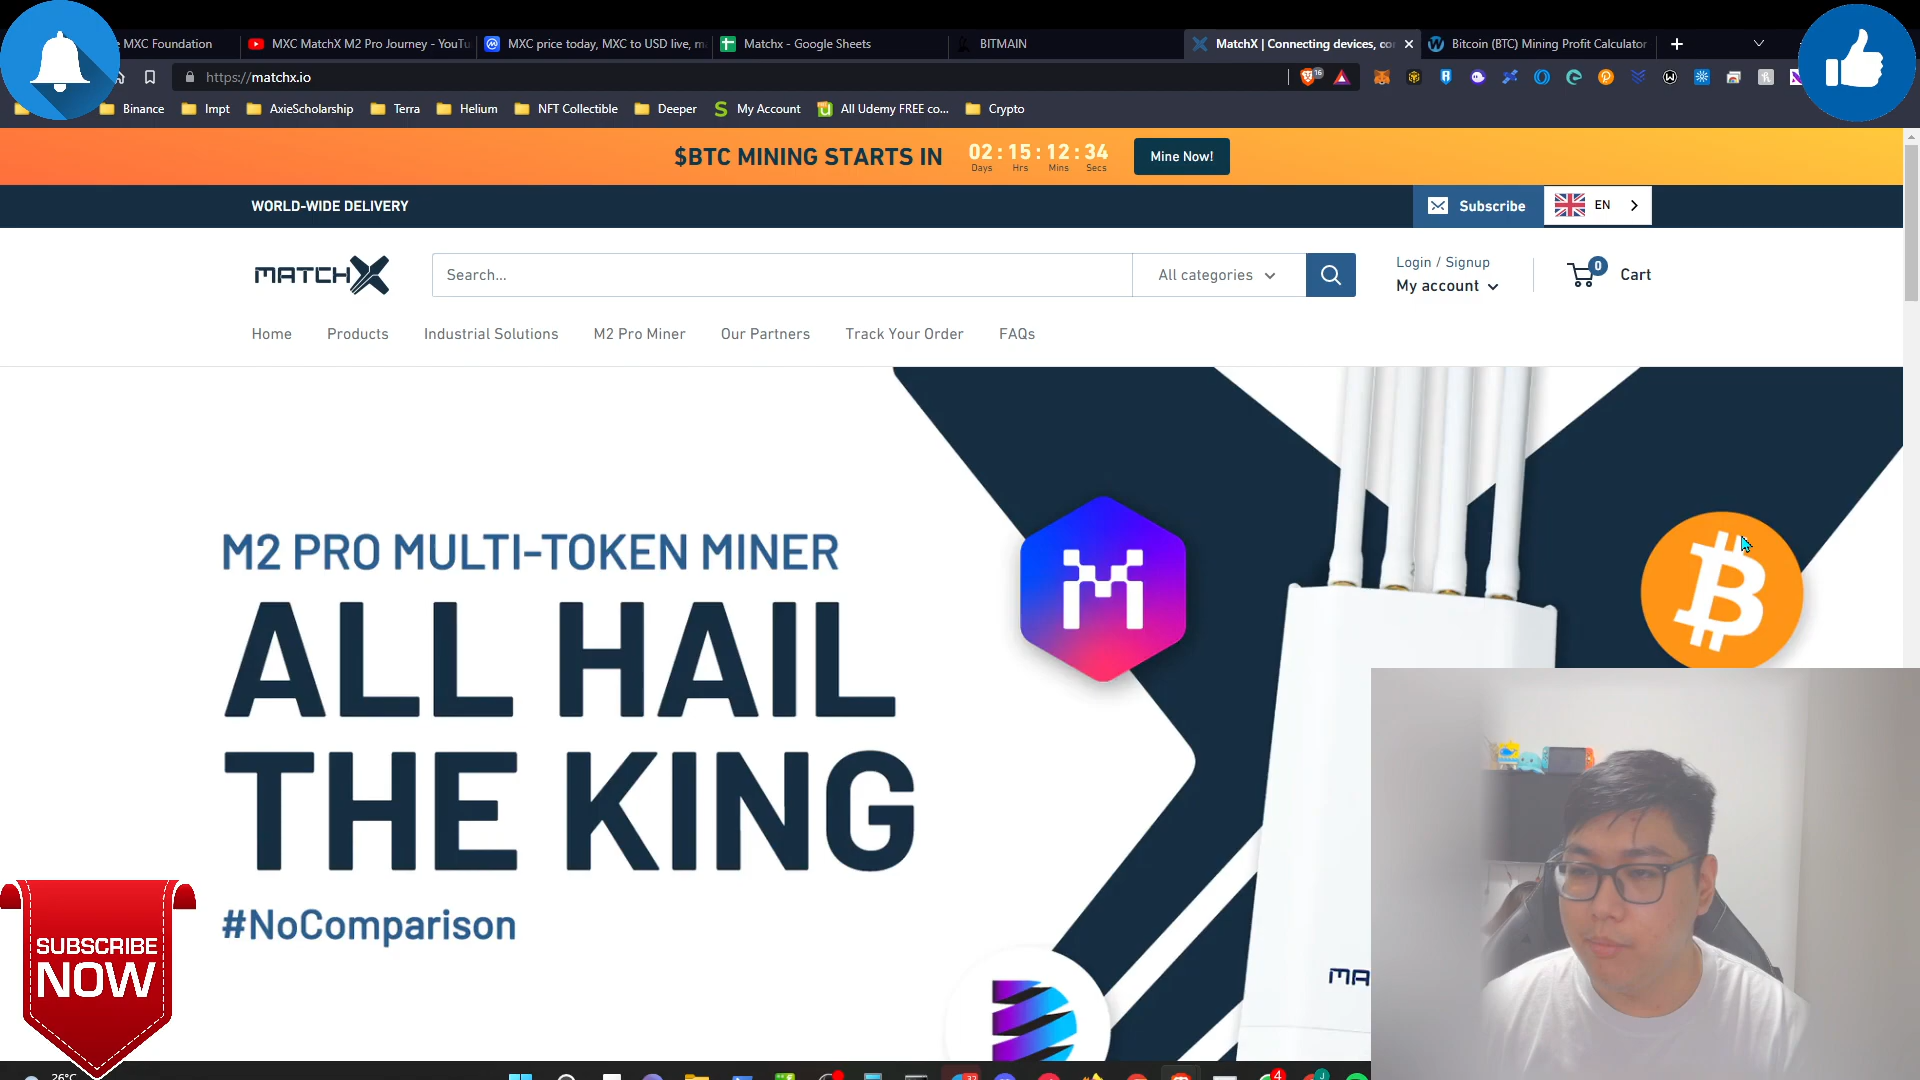 MXC Foundation
MXC MatchX M2 Pro Journey - YouTu
MXC price today, MXC to USD live, m
Matchx - Google Sheets
BITMAIN
MatchX | Connecting devices, co
Bitcoin (BTC) Mining Profit Calculator
https://matchx.io
16
Binance
Impt
AxieScholarship
Terra
Helium
NFT Collectible
Deeper
My Account
All Udemy FREE co...
Crypto
$BTC MINING STARTS IN
02 : 15 : 12 : 34
Days Hrs Mins Secs
Mine Now!
WORLD-WIDE DELIVERY
Subscribe
EN
MATCHX
Search...
All categories
Login / Signup
My account
0
Cart
Home
Products
Industrial Solutions
M2 Pro Miner
Our Partners
Track Your Order
FAQs
M2 PRO MULTI-TOKEN MINER
ALL HAIL
THE KING
#NoComparison
MA
SUBSCRIBE
NOW
26°C
32
4